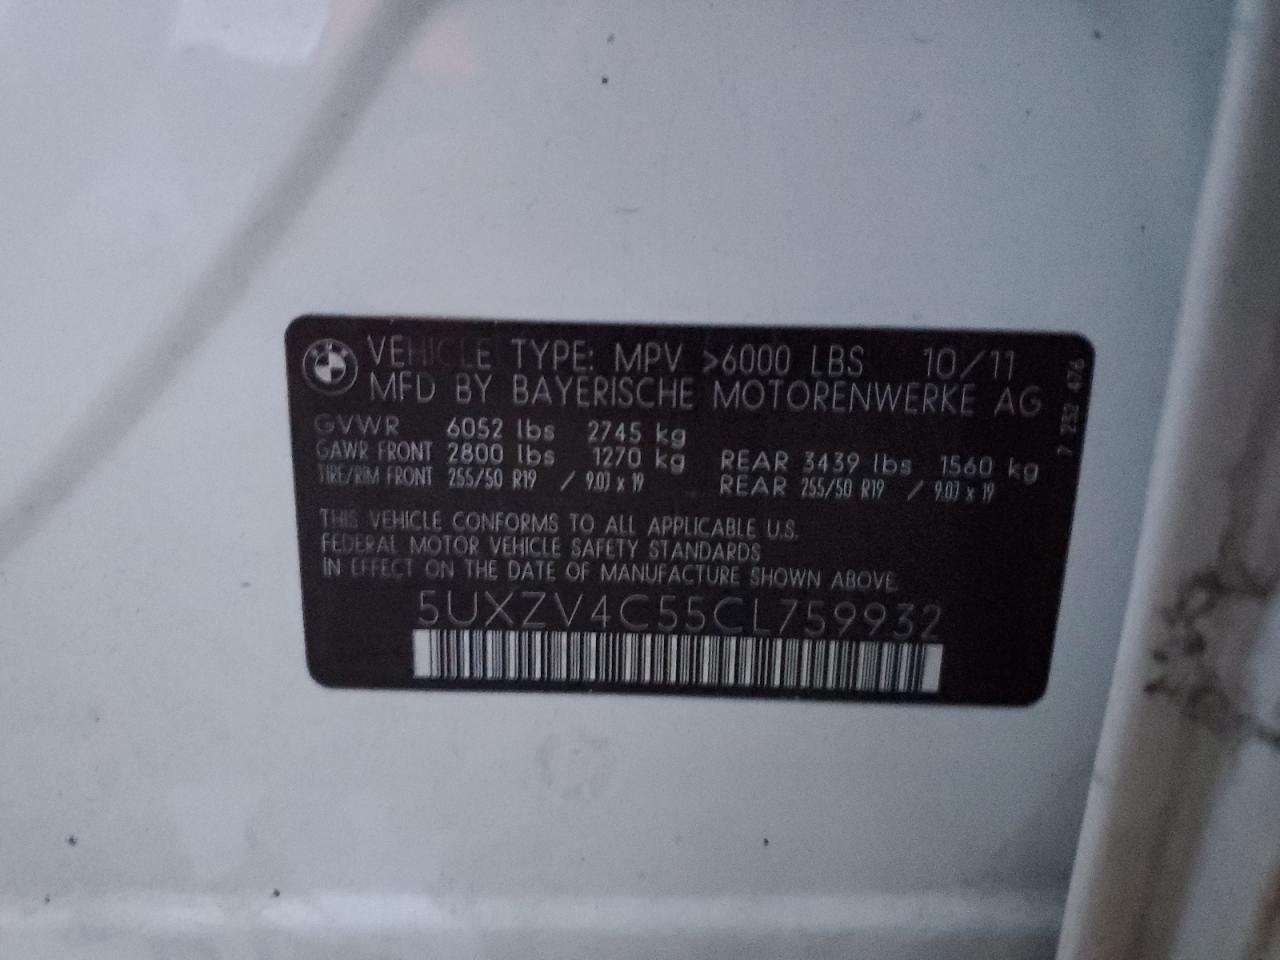 VEHICLE TYPE: MPV >6000 LBS 10/11
MFD BY BAYERISCHE MOTORENWERKE AG
GVWR 6052 lbs 2745 kg
GAWR FRONT 2800 lbs 1270 kg REAR 3439 lbs 1560 kg
TIRE/RIM FRONT 255/50 R19 / 9.0J x 19 REAR 255/50 R19 / 9.0J x 19
THIS VEHICLE CONFORMS TO ALL APPLICABLE U.S.
FEDERAL MOTOR VEHICLE SAFETY STANDARDS
IN EFFECT ON THE DATE OF MANUFACTURE SHOWN ABOVE.
5UXZV4C55CL759932
7 232 476